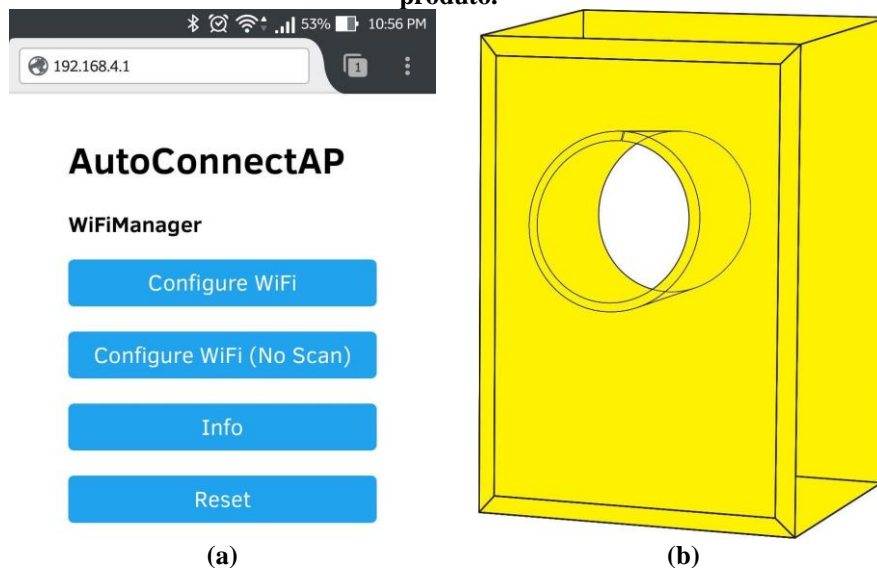 produto.
53% 10:56 PM
192.168.4.1
1
AutoConnectAP
WiFiManager
Configure WiFi
Configure WiFi (No Scan)
Info
Reset
(a) (b)